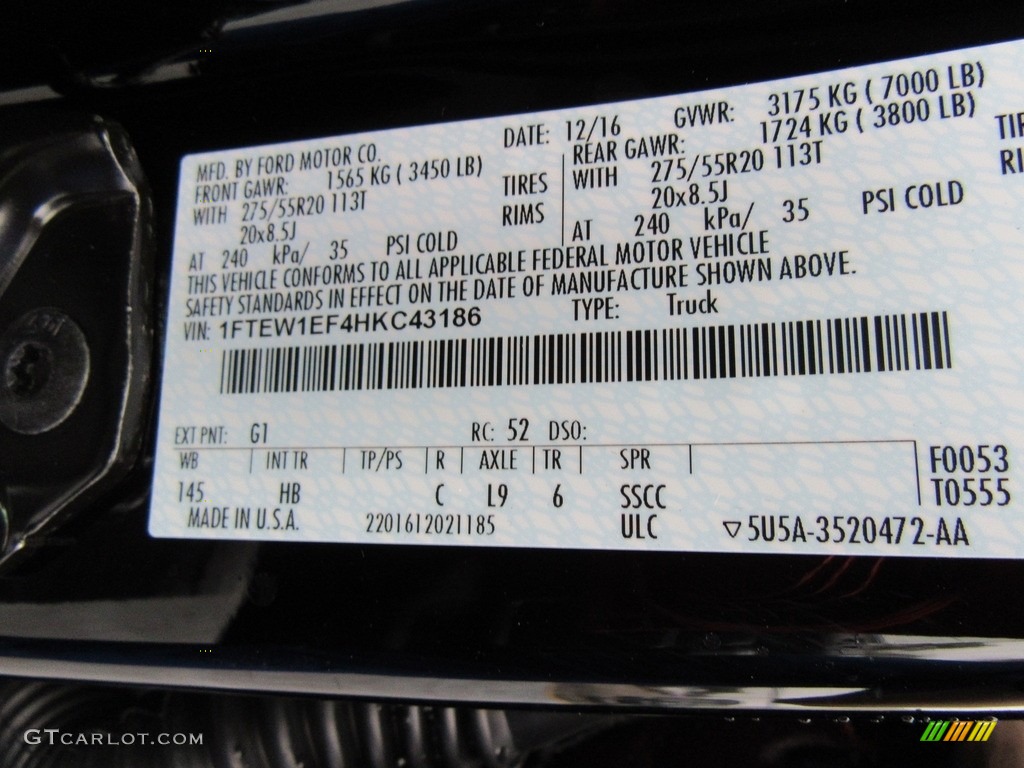 MFD. BY FORD MOTOR CO. DATE: 12/16 GVWR: 3175 KG ( 7000 LB)
FRONT GAWR: 1565 KG ( 3450 LB) REAR GAWR: 1724 KG ( 3800 LB)
WITH 275/55R20 113T TIRES WITH 275/55R20 113T
20x8.5J RIMS 20x8.5J
AT 240 kPa/ 35 PSI COLD AT 240 kPa/ 35 PSI COLD
THIS VEHICLE CONFORMS TO ALL APPLICABLE FEDERAL MOTOR VEHICLE
SAFETY STANDARDS IN EFFECT ON THE DATE OF MANUFACTURE SHOWN ABOVE.
VIN: 1FTEW1EF4HKC43186 TYPE: Truck
EXT PNT: G1 RC: 52 DSO:
WB INT TR TP/PS R AXLE TR SPR F0053
145 HB C L9 6 SSCC T0555
MADE IN U.S.A. 2201612021185 ULC ▽5U5A-3520472-AA
GTCARLOT.COM